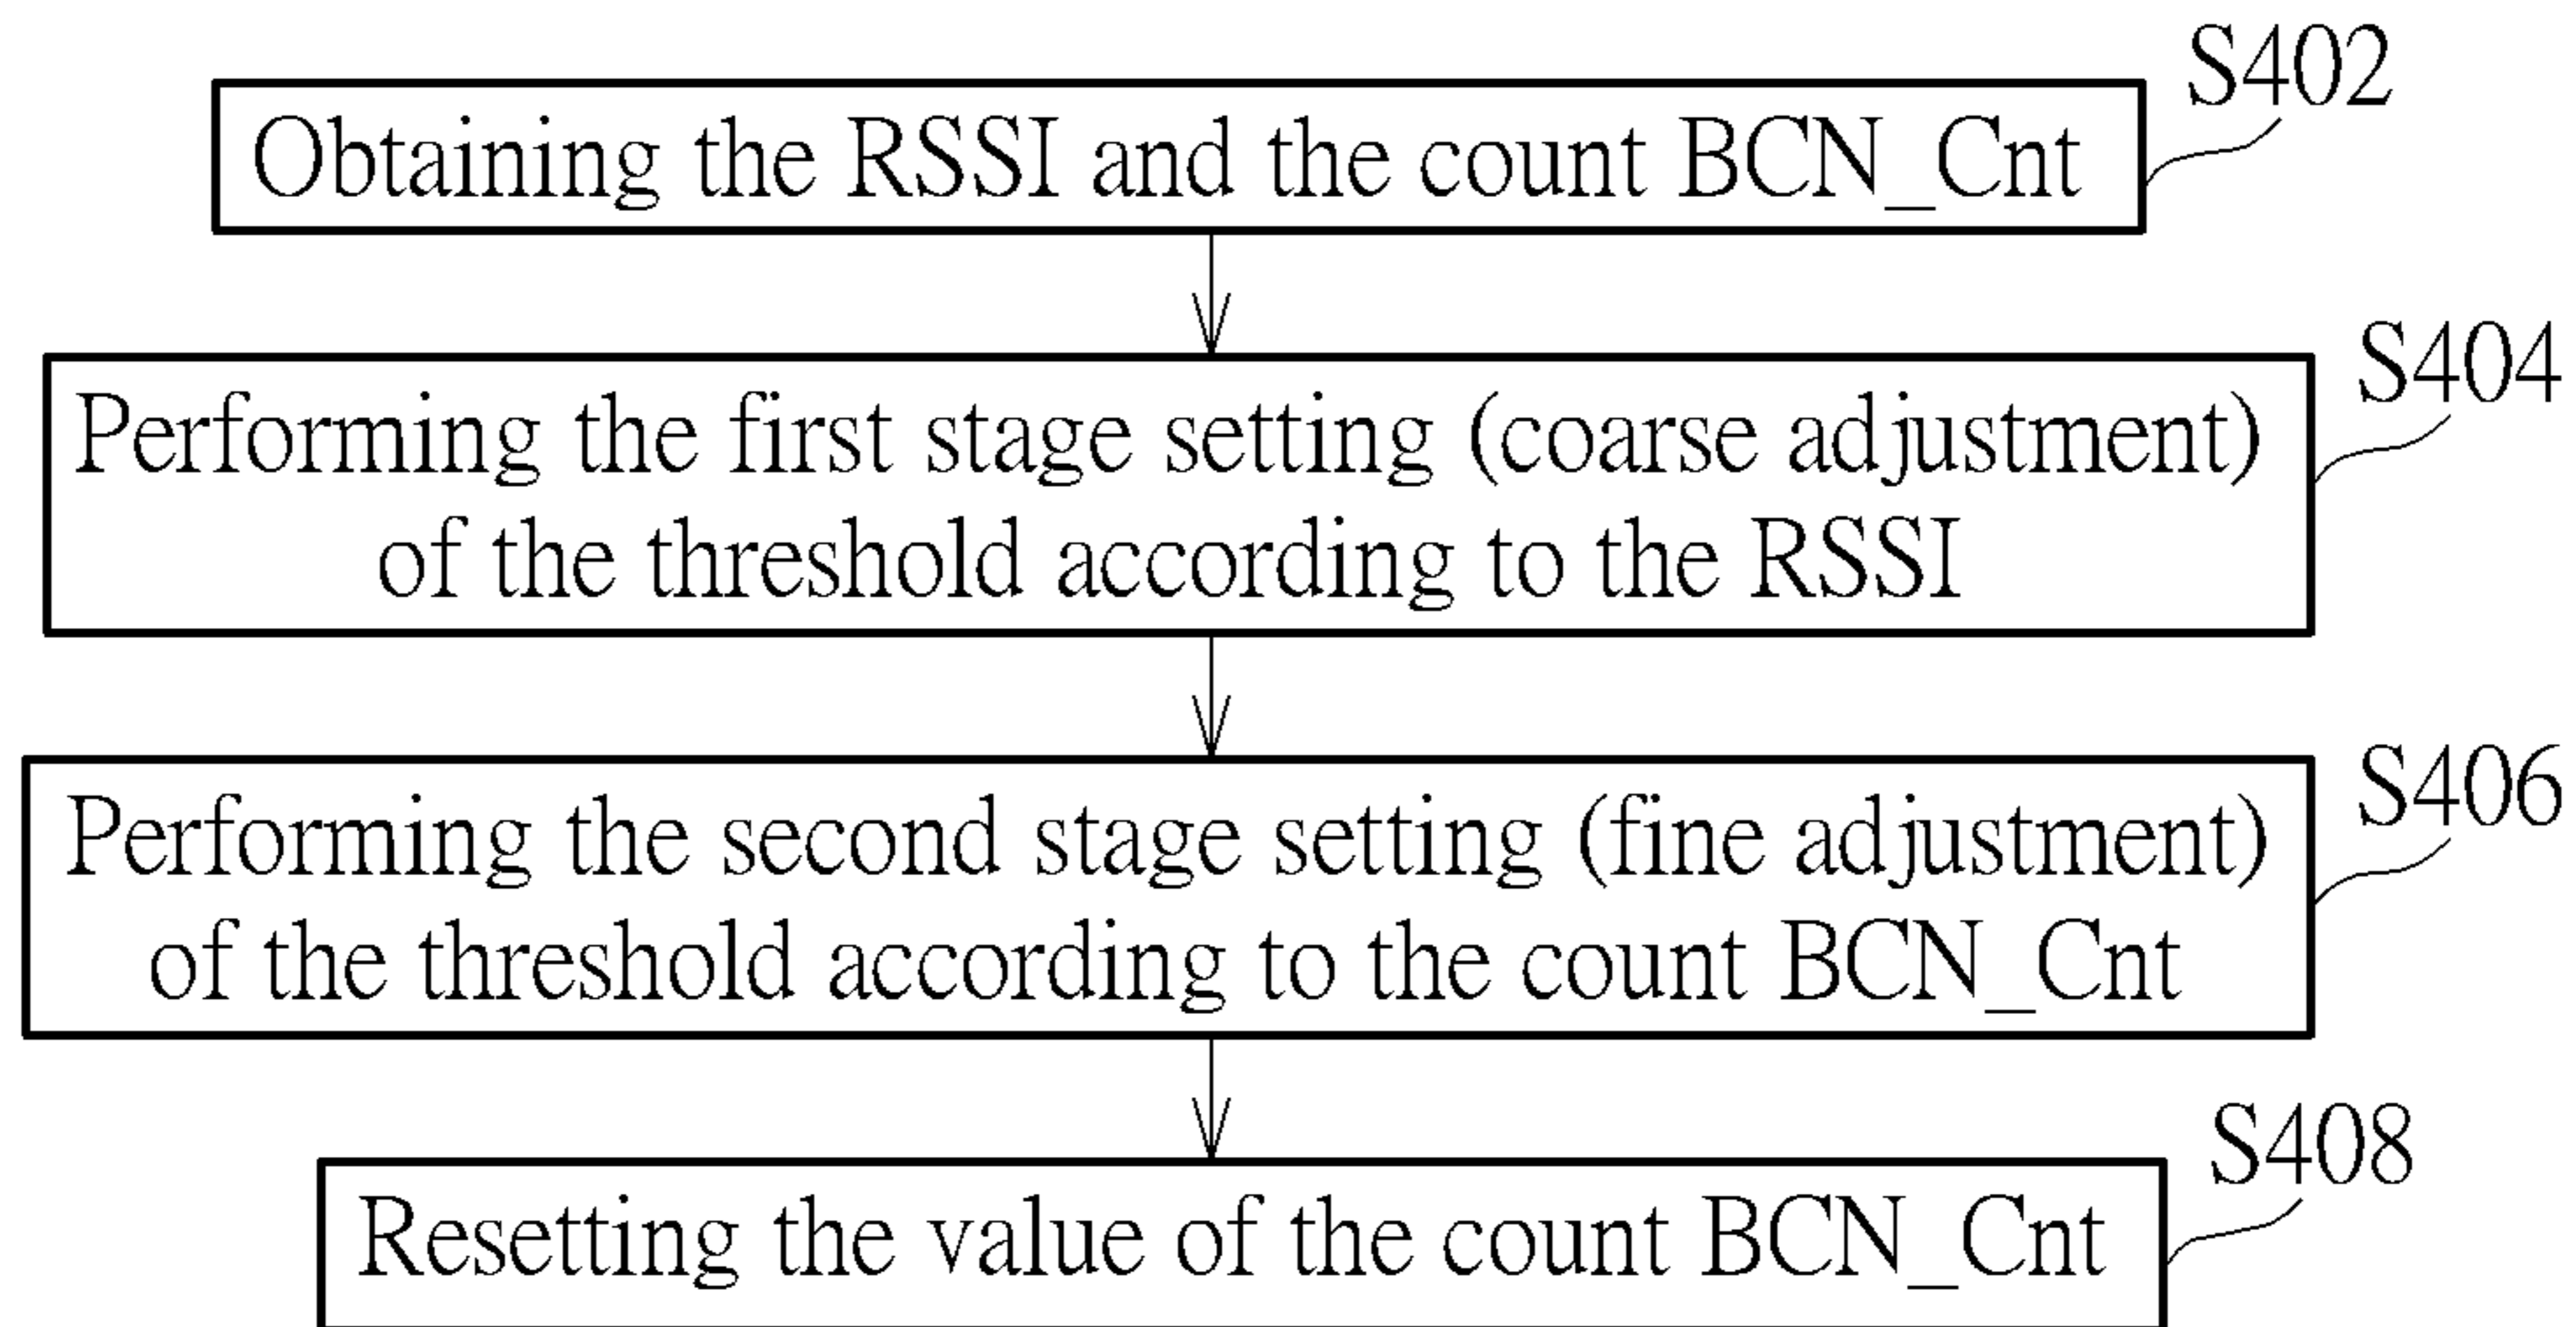 S402
Obtaining the RSSI and the count BCN_Cnt
S404
Performing the first stage setting (coarse adjustment)
of the threshold according to the RSSI
S406
Performing the second stage setting (fine adjustment)
of the threshold according to the count BCN_Cnt
S408
Resetting the value of the count BCN_Cnt